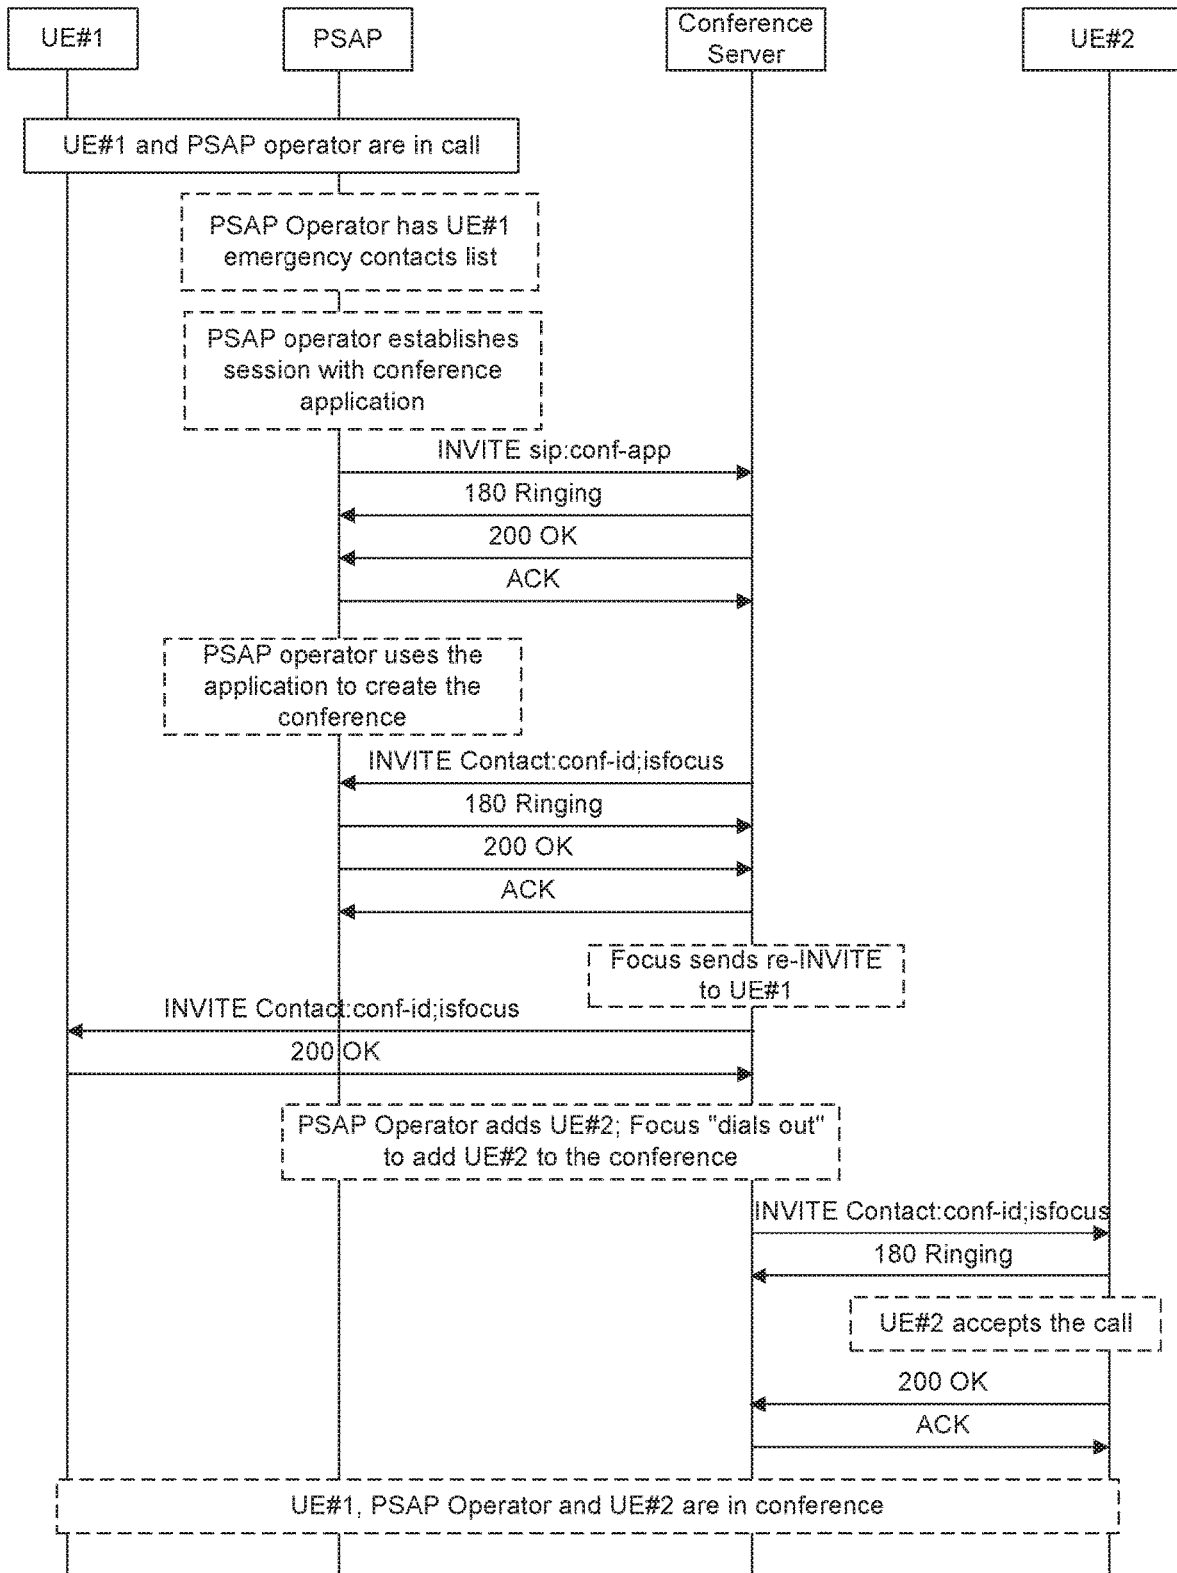 UE#1
PSAP
Conference
Server
UE#2
UE#1 and PSAP operator are in call
PSAP Operator has UE#1
emergency contacts list
PSAP operator establishes
session with conference
application
INVITE sip:conf-app
180 Ringing
200 OK
ACK
PSAP operator uses the
application to create the
conference
INVITE Contact:conf-id;isfocus
180 Ringing
200 OK
ACK
Focus sends re-INVITE
to UE#1
INVITE Contact:conf-id;isfocus
200 OK
PSAP Operator adds UE#2; Focus "dials out"
to add UE#2 to the conference
INVITE Contact:conf-id;isfocus
180 Ringing
UE#2 accepts the call
200 OK
ACK
UE#1, PSAP Operator and UE#2 are in conference